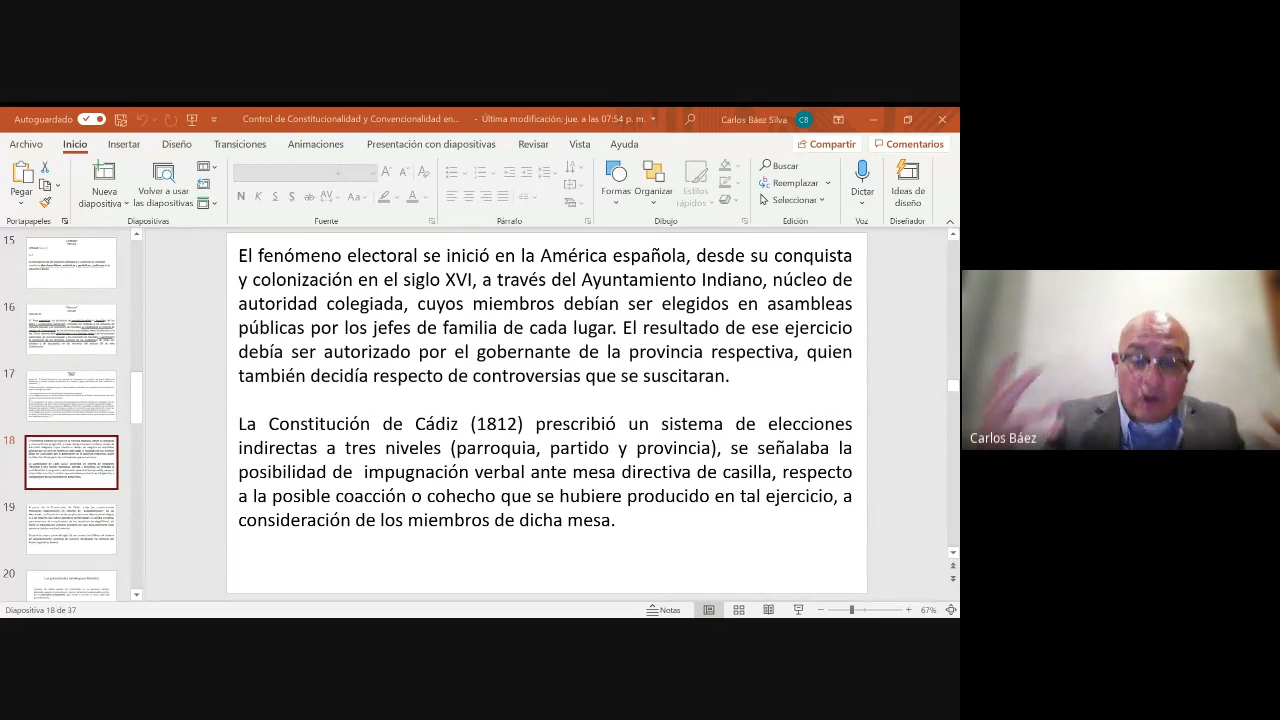 Autoguardado
Control de Constitucionalidad y Convencionalidad en...
- Última modificación: jue. a las 07:54 p. m.
Carlos Báez Silva
CB
Archivo Inicio Insertar Diseño Transiciones Animaciones Presentación con diapositivas Revisar Vista Ayuda
Compartir Comentarios
Pegar
Nueva diapositiva
Volver a usar las diapositivas
N K S ab AV Aa
Formas Organizar Estilos rápidos
Buscar
Reemplazar
Seleccionar
Dictar
Ideas de diseño
Portapapeles Diapositivas Fuente Párrafo Dibujo Edición Voz Diseñador
15
16
17
18
19
20
El fenómeno electoral se inició en la América española, desde su conquista
y colonización en el siglo XVI, a través del Ayuntamiento Indiano, núcleo de
autoridad colegiada, cuyos miembros debían ser elegidos en asambleas
públicas por los jefes de familia de cada lugar. El resultado de ese ejercicio
debía ser autorizado por el gobernante de la provincia respectiva, quien
también decidía respecto de controversias que se suscitaran.
La Constitución de Cádiz (1812) prescribió un sistema de elecciones
indirectas a tres niveles (parroquia, partido y provincia), se señalaba la
posibilidad de impugnación verbal ante mesa directiva de casilla, respecto
a la posible coacción o cohecho que se hubiere producido en tal ejercicio, a
consideración de los miembros de dicha mesa.
Carlos Báez
Diapositiva 18 de 37
Notas
67%